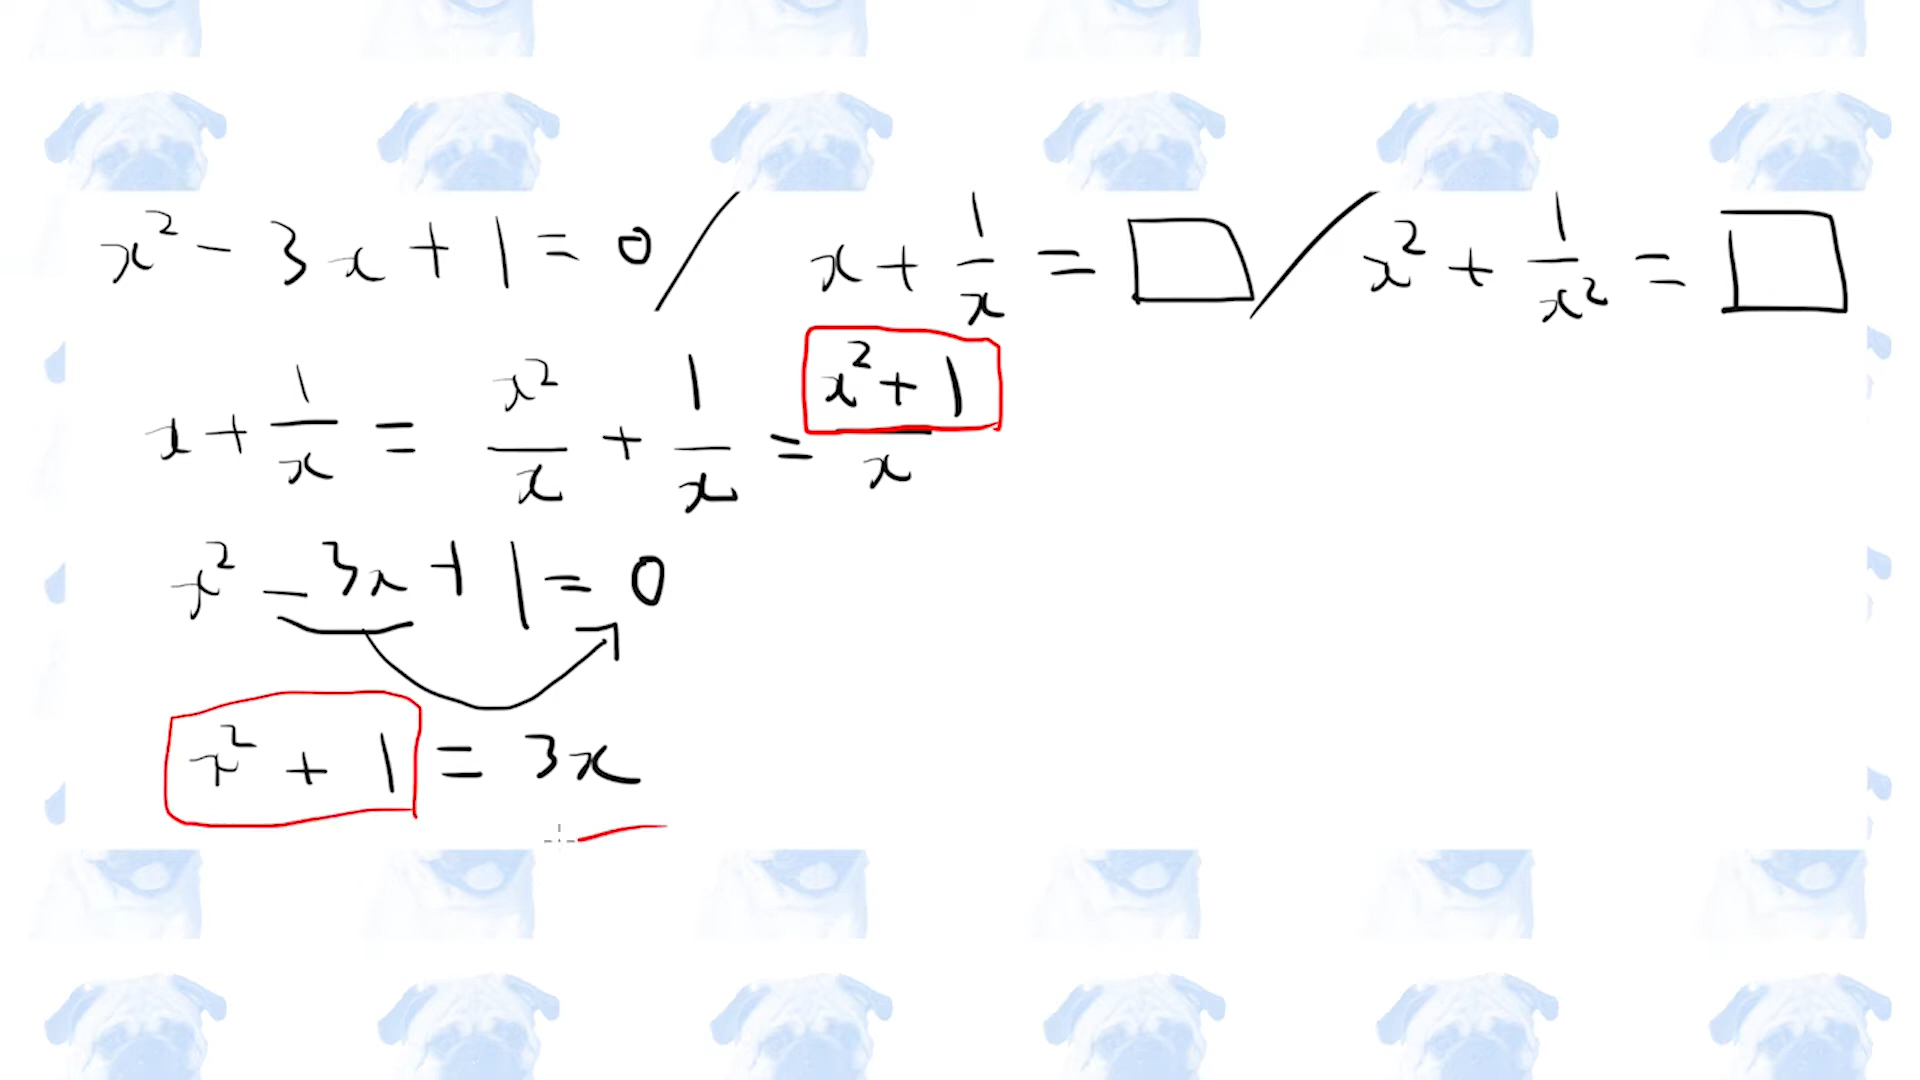 x² - 3x + 1 = 0 / x + 1/x = □ / x² + 1/x² = □
x + 1/x = x²/x + 1/x = (x² + 1)/x
x² - 3x + 1 = 0
x² + 1 = 3x